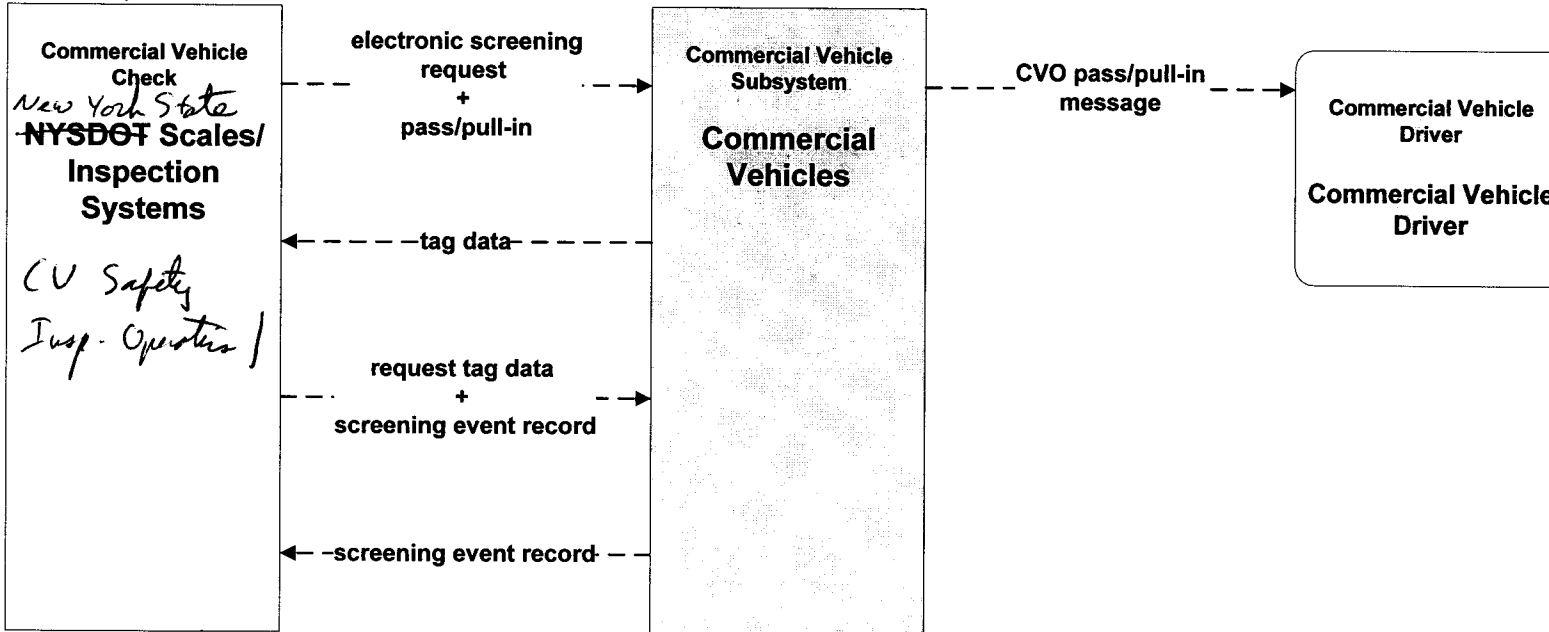 Commercial Vehicle
Check
New York State
NYSDOT Scales/
Inspection
Systems
CV Safety
Insp. Operations
electronic screening
request
+
pass/pull-in
tag data
request tag data
+
screening event record
screening event record
Commercial Vehicle
Subsystem
Commercial
Vehicles
CVO pass/pull-in
message
Commercial Vehicle
Driver
Commercial Vehicle
Driver